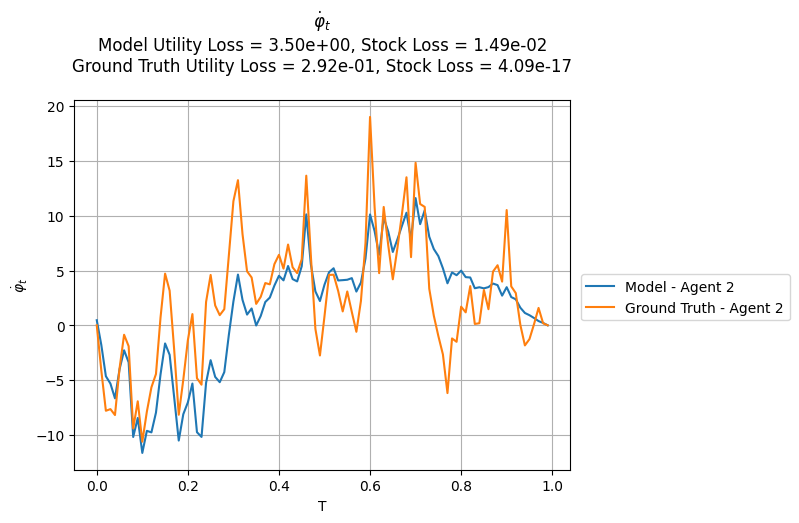 φ̇ₜ
Model Utility Loss = 3.50e+00, Stock Loss = 1.49e-02
Ground Truth Utility Loss = 2.92e-01, Stock Loss = 4.09e-17
20
15
10
5
0
−5
−10
φ̇ₜ
0.0 0.2 0.4 0.6 0.8 1.0
T
Model - Agent 2
Ground Truth - Agent 2